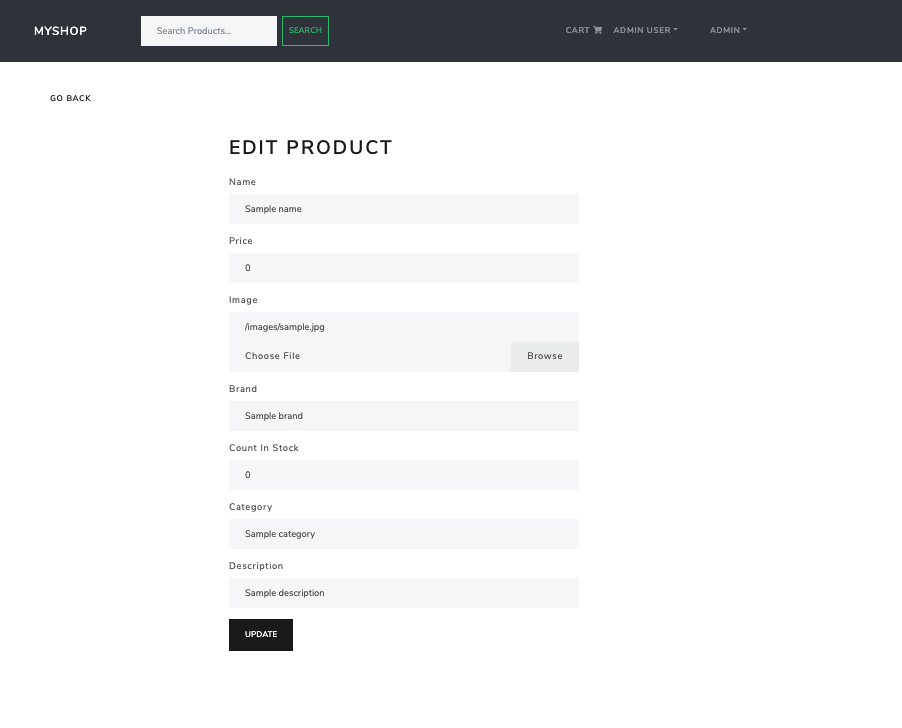 MYSHOP
Search Products...
SEARCH
CART
ADMIN USER
ADMIN
GO BACK
EDIT PRODUCT
Name
Sample name
Price
0
Image
/images/sample.jpg
Choose File
Browse
Brand
Sample brand
Count In Stock
0
Category
Sample category
Description
Sample description
UPDATE